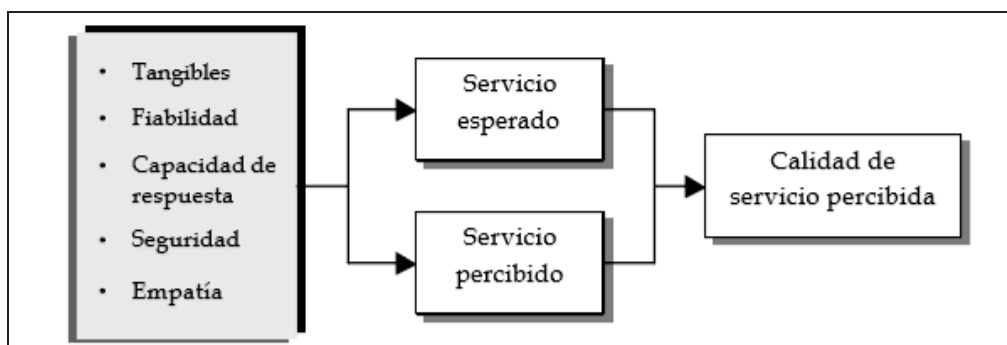 • Tangibles
• Fiabilidad
• Capacidad de
respuesta
• Seguridad
• Empatía
Servicio
esperado
Servicio
percibido
Calidad de
servicio percibida